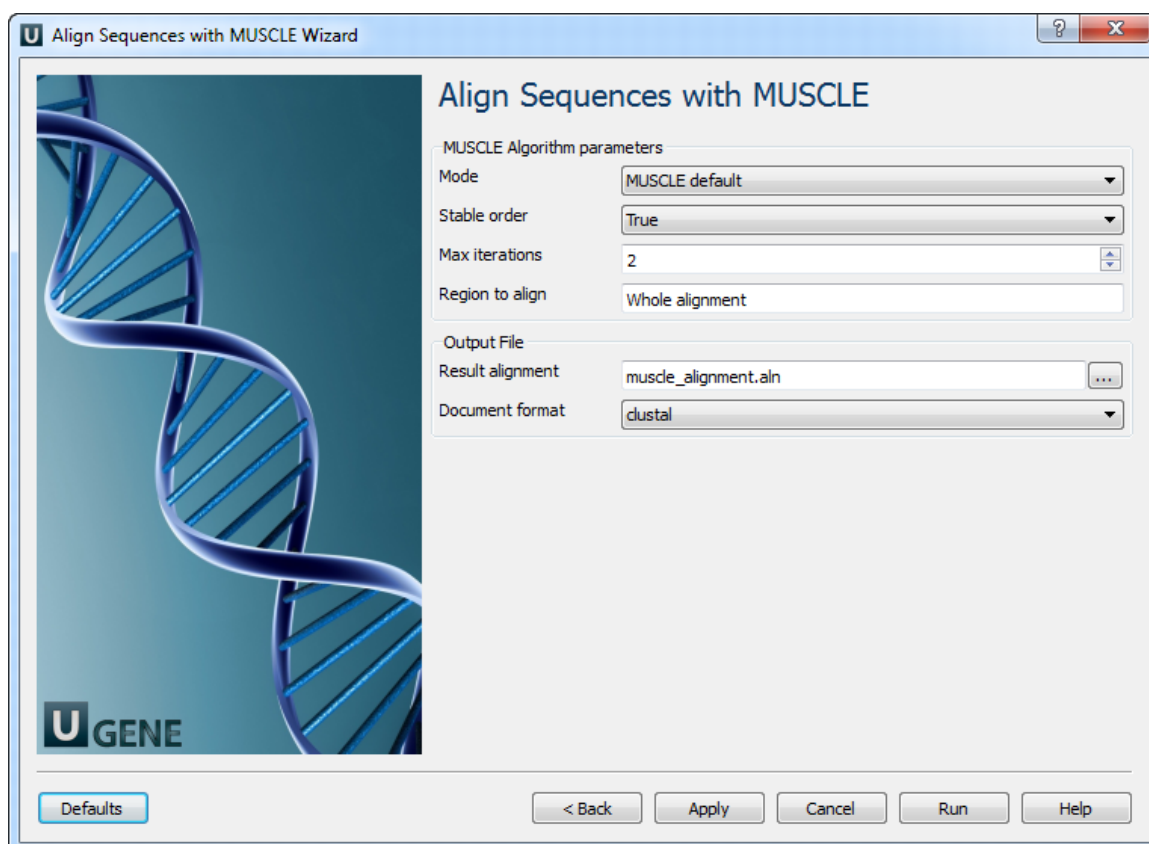 U Align Sequences with MUSCLE Wizard
Align Sequences with MUSCLE
MUSCLE Algorithm parameters
Mode MUSCLE default
Stable order True
Max iterations 2
Region to align Whole alignment
Output File
Result alignment muscle_alignment.aln ...
Document format clustal
U GENE
Defaults < Back Apply Cancel Run Help